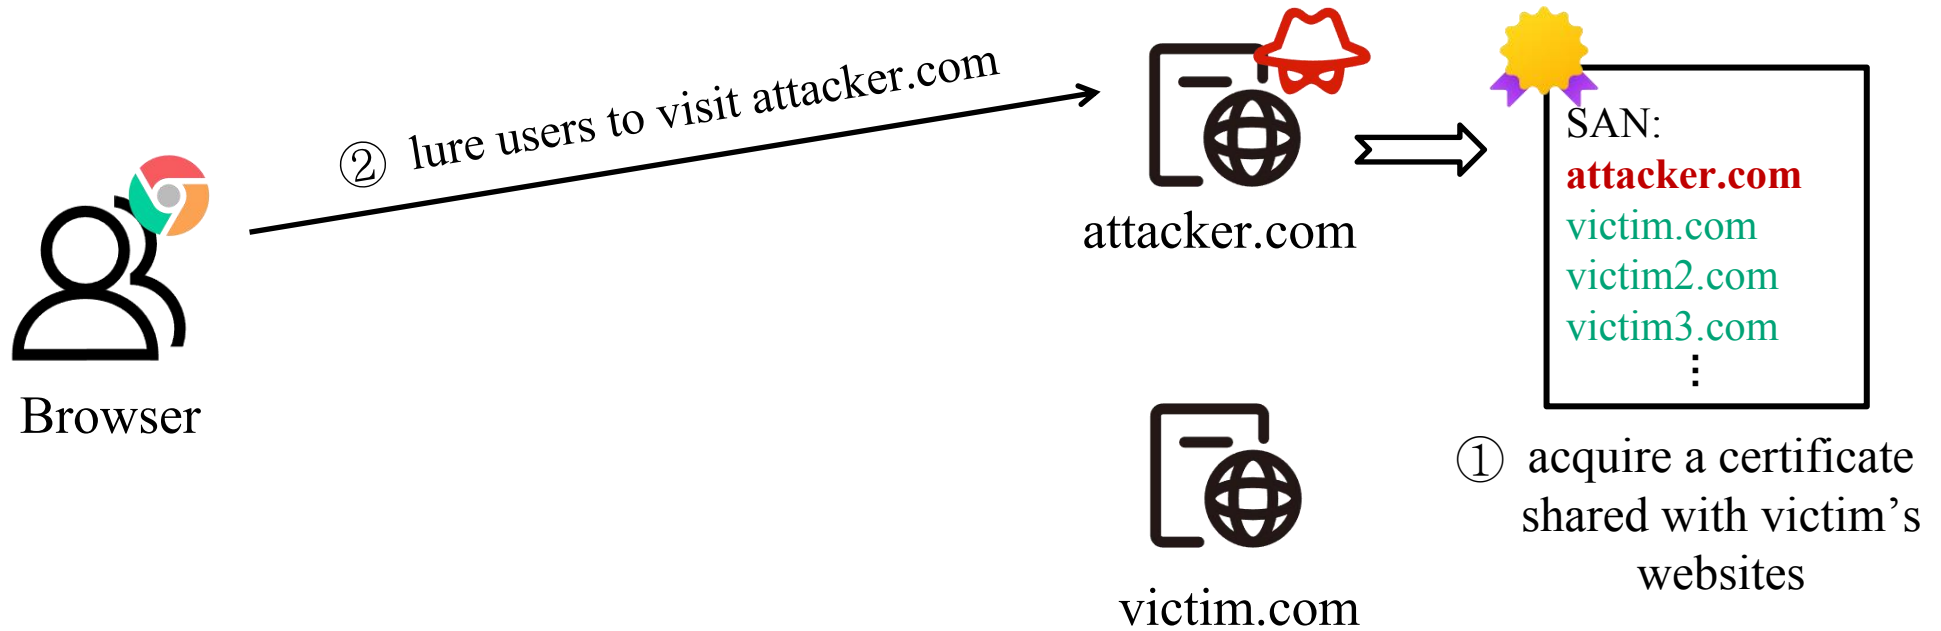 ② lure users to visit attacker.com
Browser
attacker.com
SAN:
attacker.com
victim.com
victim2.com
victim3.com
⋮
① acquire a certificate
shared with victim’s
websites
victim.com